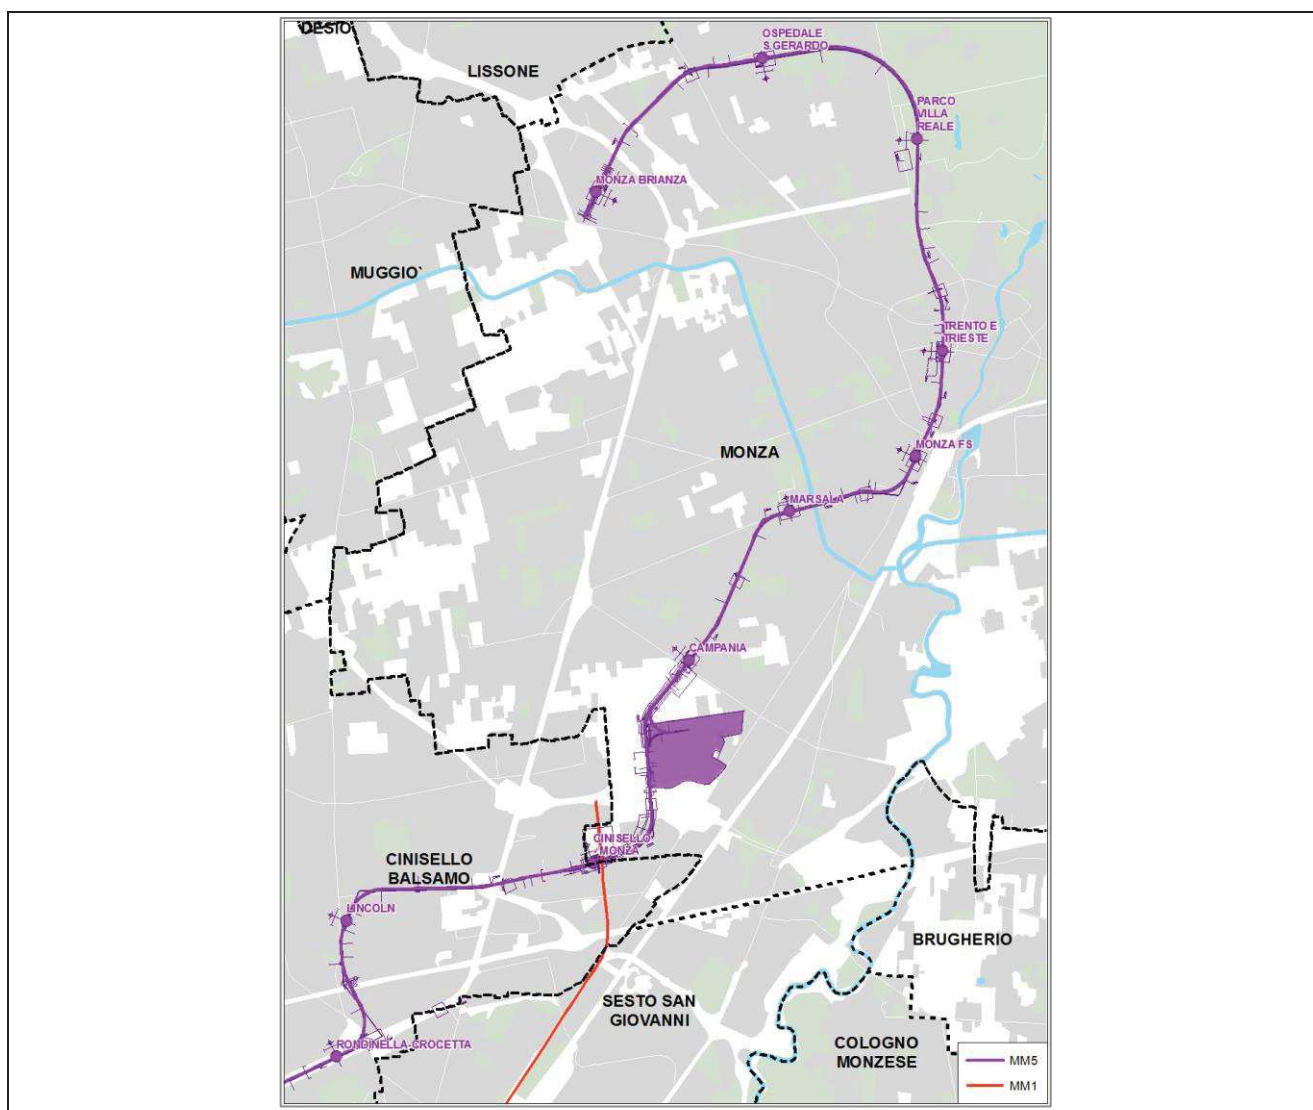 DESIO
OSPEDALE
S.GERARDO
LISSONE
PARCO
VILLA
REALE
MONZA BRIANZA
MUGGIO`
TRENTO E
TRIESTE
MONZA
MONZA FS
MARSALA
CAMPANIA
CINISELLO
MONZA
CINISELLO
BALSAMO
LINCOLN
BRUGHERIO
SESTO SAN
GIOVANNI
RONDINELLA-CROCETTA
COLOGNO
MONZESE
MM5
MM1